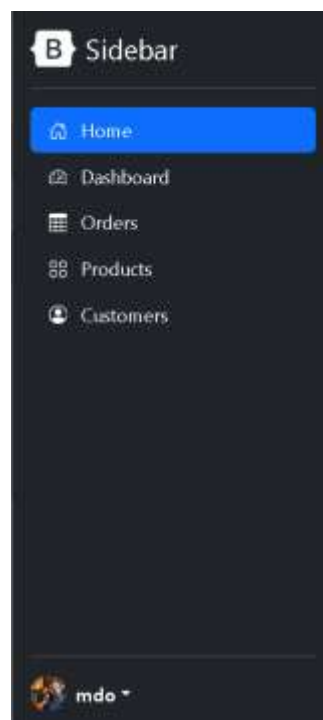 B Sidebar
Home
Dashboard
Orders
Products
Customers
mdo